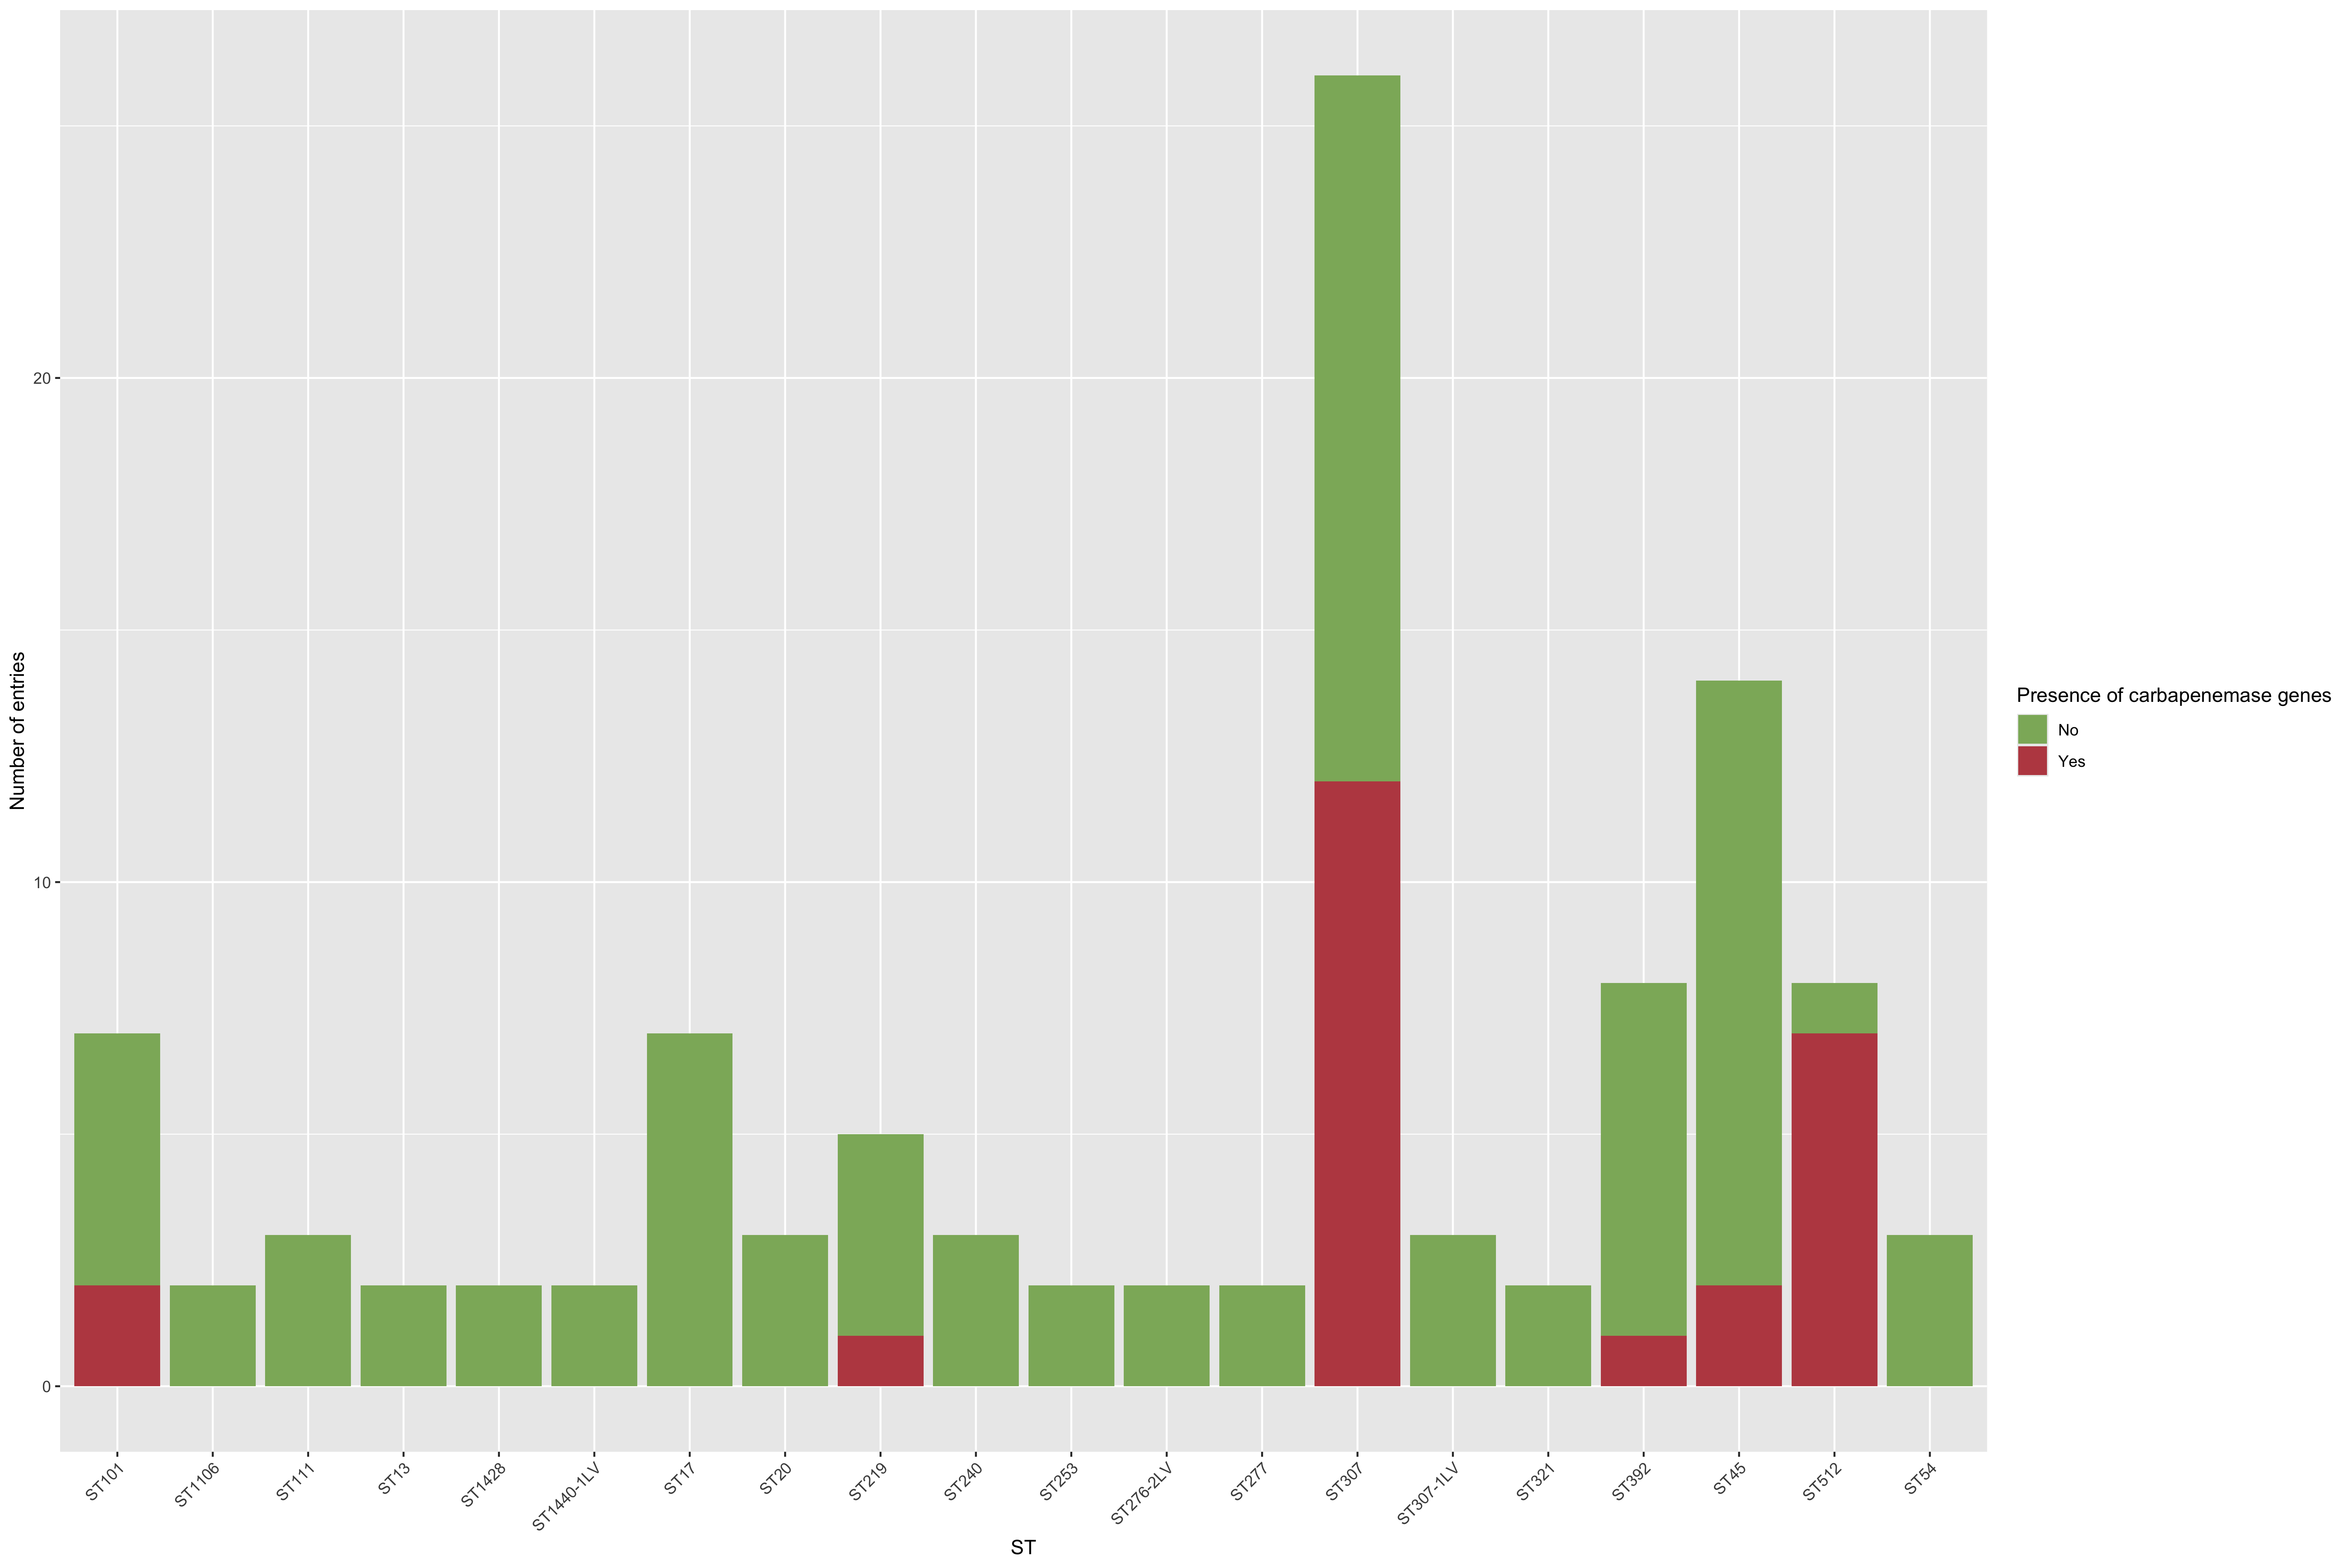 Number of entries
20
10
0
ST101
ST1106
ST111
ST13
ST1428
ST1440-1LV
ST17
ST20
ST219
ST240
ST253
ST276-2LV
ST277
ST307
ST307-1LV
ST321
ST392
ST45
ST512
ST54
ST
Presence of carbapenemase genes
No
Yes